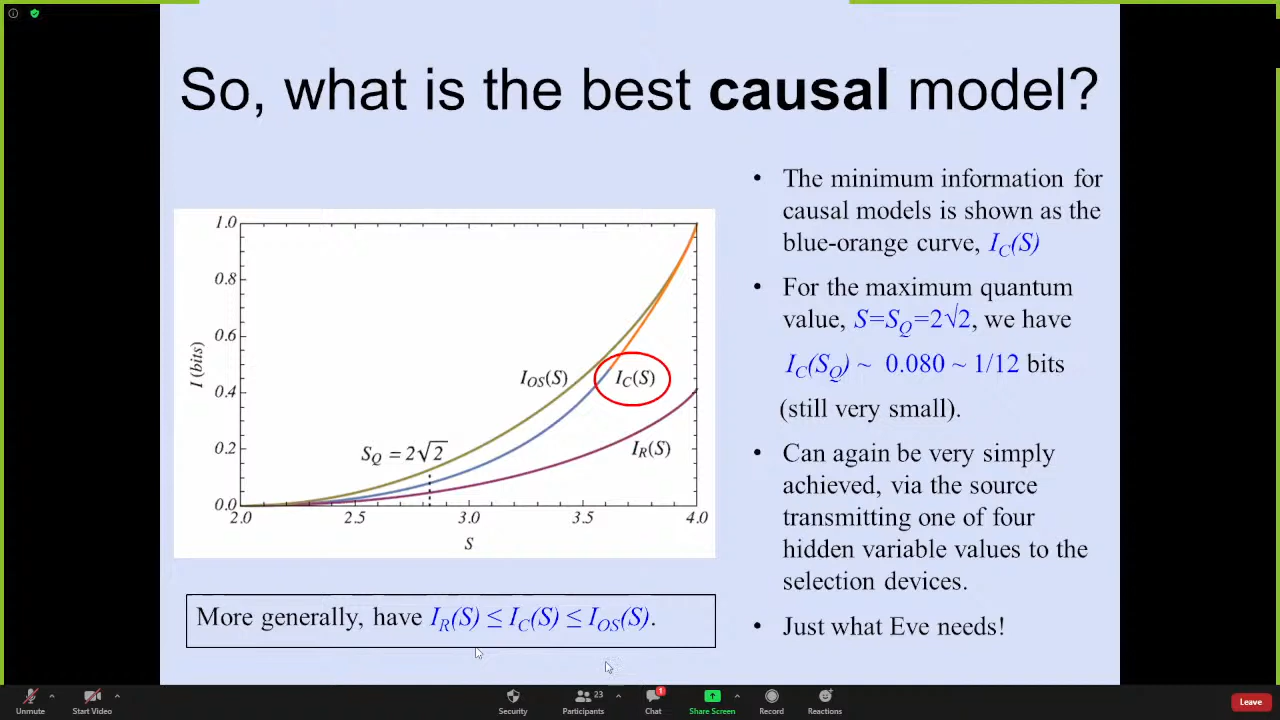 So, what is the best causal model?
1.0
0.8
0.6
0.4
0.2
0.0
I (bits)
2.0
2.5
3.0
3.5
4.0
S
I_OS(S)
I_C(S)
I_R(S)
S_Q = 2√2
More generally, have I_R(S) ≤ I_C(S) ≤ I_OS(S).
• The minimum information for
causal models is shown as the
blue-orange curve, I_C(S)
• For the maximum quantum
value, S=S_Q=2√2, we have
I_C(S_Q) ~ 0.080 ~ 1/12 bits
(still very small).
• Can again be very simply
achieved, via the source
transmitting one of four
hidden variable values to the
selection devices.
• Just what Eve needs!
Unmute
Start Video
Security
23
Participants
1
Chat
Share Screen
Record
Reactions
Leave